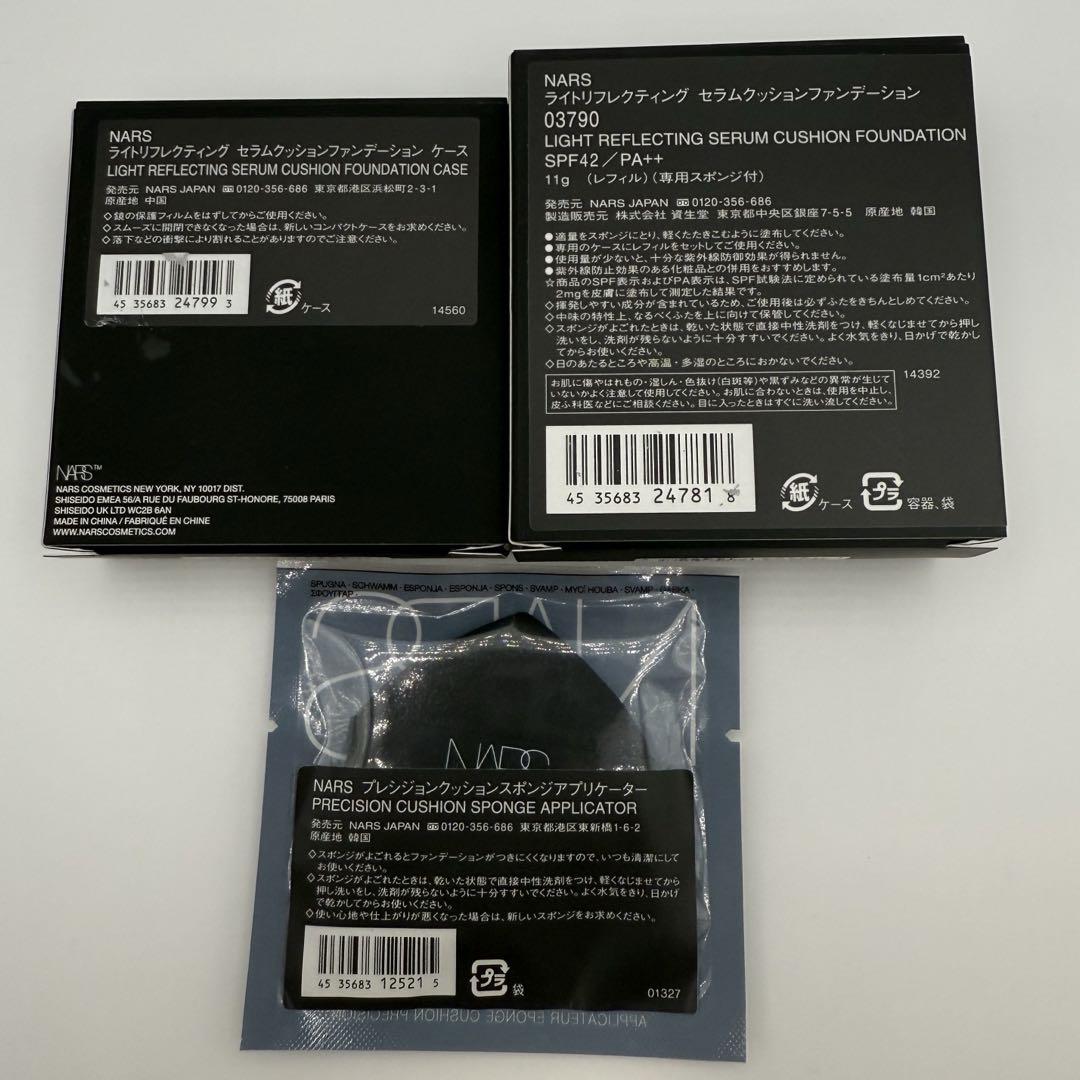 NARS
ライトリフレクティング セラムクッションファンデーション ケース
LIGHT REFLECTING SERUM CUSHION FOUNDATION CASE
発売元 NARS JAPAN 0120-356-686 東京都港区浜松町2-3-1
原産地 中国
◇鏡の保護フィルムをはずしてからご使用ください。
◇スムーズに開閉できなくなった場合は、新しいコンパクトケースをお求めください。
◇落下などの衝撃により割れることがありますのでご注意ください。
4 535683 247993
紙 ケース
14560
NARS™
NARS COSMETICS NEW YORK, NY 10017 DIST.
SHISEIDO EMEA 56/A RUE DU FAUBOURG ST-HONORE, 75008 PARIS
SHISEIDO UK LTD WC2B 6AN
MADE IN CHINA / FABRIQUÉ EN CHINE
WWW.NARSCOSMETICS.COM
NARS
ライトリフレクティング セラムクッションファンデーション
03790
LIGHT REFLECTING SERUM CUSHION FOUNDATION
SPF42／PA++
11g （レフィル）（専用スポンジ付）
発売元 NARS JAPAN 0120-356-686
製造販売元 株式会社 資生堂 東京都中央区銀座7-5-5 原産地 韓国
●適量をスポンジにとり、軽くたたきこむように塗布してください。
●専用のケースにレフィルをセットしてご使用ください。
●使用量が少ないと、十分な紫外線防御効果が得られません。
●紫外線防止効果のある化粧品との併用をおすすめします。
☆商品のSPF表示およびPA表示は、SPF試験法に定められている塗布量1cm²あたり
2mgを皮膚に塗布して測定した結果です。
◇揮発しやすい成分が含まれているため、ご使用後は必ずふたをきちんとしめてください。
◇中味の特性上、なるべくふたを上に向けて保管してください。
◇スポンジがよごれたときは、乾いた状態で直接中性洗剤をつけ、軽くなじませてから押し
洗いをし、洗剤が残らないように十分すすいでください。よく水気をきり、日かげで乾かし
てからお使いください。
◇日のあたるところや高温・多湿のところにおかないでください。
14392
お肌に傷やはれもの・湿しん・色抜け(白斑等)や黒ずみなどの異常が生じて
いないかよく注意して使用してください。お肌に合わないときは、使用を中止し、
皮ふ科医などにご相談ください。目に入ったときはすぐに洗い流してください。
4 535683 247818
紙 ケース
プラ 容器、袋
SPUGNA · SCHWAMM · ESPONJA · ESPONJA · SPONS · SVAMP · MYCÍ HOUBA · SVAMP ·
ΣΦΟΥΓΓΑΡ
NARS
NARS プレシジョンクッションスポンジアプリケーター
PRECISION CUSHION SPONGE APPLICATOR
発売元 NARS JAPAN 0120-356-686 東京都港区東新橋1-6-2
原産地 韓国
◇スポンジがよごれるとファンデーションがつきにくくなりますので、いつも清潔にして
お使いください。
◇スポンジがよごれたときは、乾いた状態で直接中性洗剤をつけ、軽くなじませてから
押し洗いをし、洗剤が残らないように十分すすいでください。よく水気をきり、日かげ
で乾かしてからお使いください。
◇使い心地や仕上がりが悪くなった場合は、新しいスポンジをお求めください。
4 535683 125215
プラ 袋
01327
APPLICATEUR ÉPONGE CUSHION PRÉCISION